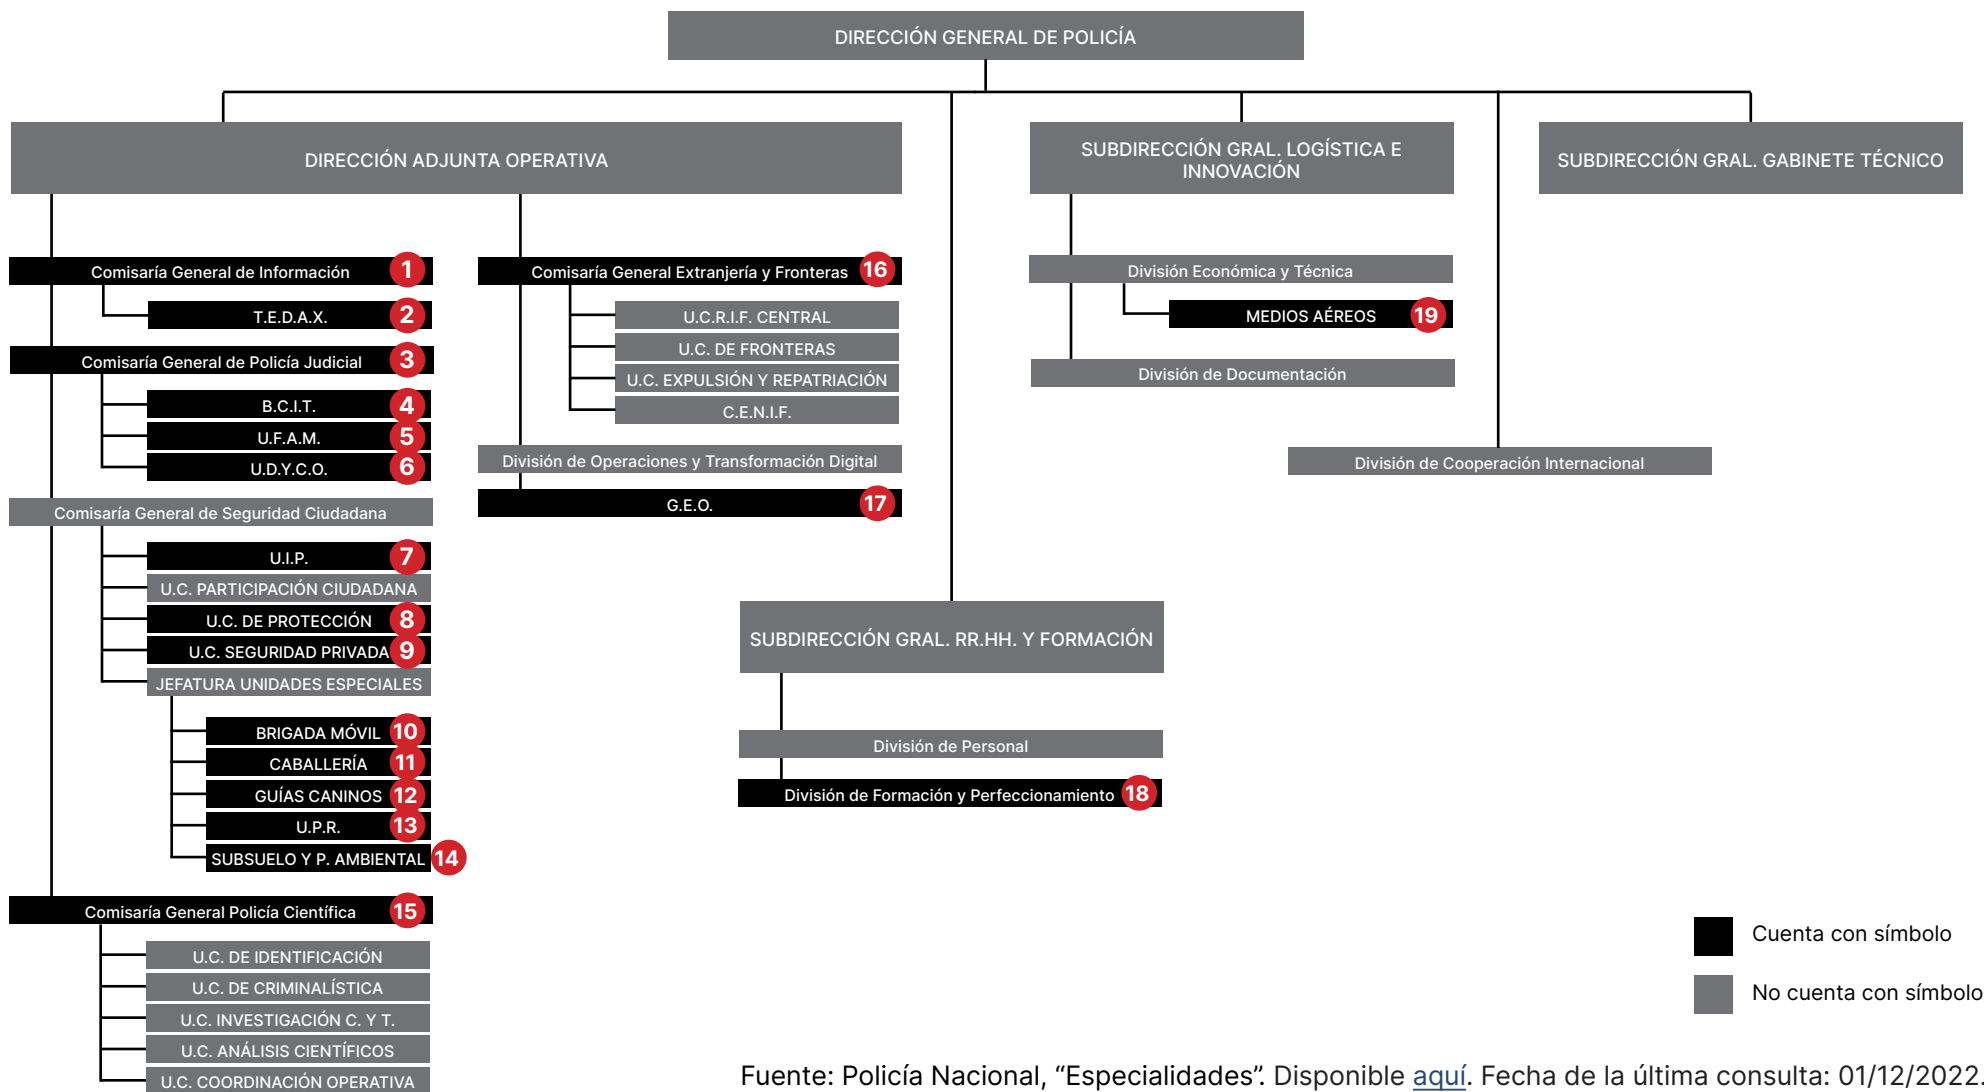 DIRECCIÓN GENERAL DE POLICÍA
DIRECCIÓN ADJUNTA OPERATIVA
Comisaría General de Información 1
T.E.D.A.X. 2
Comisaría General de Policía Judicial 3
B.C.I.T. 4
U.F.A.M. 5
U.D.Y.C.O. 6
Comisaría General de Seguridad Ciudadana
U.I.P. 7
U.C. PARTICIPACIÓN CIUDADANA
U.C. DE PROTECCIÓN 8
U.C. SEGURIDAD PRIVADA 9
JEFATURA UNIDADES ESPECIALES
BRIGADA MÓVIL 10
CABALLERÍA 11
GUÍAS CANINOS 12
U.P.R. 13
SUBSUELO Y P. AMBIENTAL 14
Comisaría General Policía Científica 15
U.C. DE IDENTIFICACIÓN
U.C. DE CRIMINALÍSTICA
U.C. INVESTIGACIÓN C. Y T.
U.C. ANÁLISIS CIENTÍFICOS
U.C. COORDINACIÓN OPERATIVA
Comisaría General Extranjería y Fronteras 16
U.C.R.I.F. CENTRAL
U.C. DE FRONTERAS
U.C. EXPULSIÓN Y REPATRIACIÓN
C.E.N.I.F.
División de Operaciones y Transformación Digital
G.E.O. 17
SUBDIRECCIÓN GRAL. RR.HH. Y FORMACIÓN
División de Personal
División de Formación y Perfeccionamiento 18
SUBDIRECCIÓN GRAL. LOGÍSTICA E
INNOVACIÓN
División Económica y Técnica
MEDIOS AÉREOS 19
División de Documentación
División de Cooperación Internacional
SUBDIRECCIÓN GRAL. GABINETE TÉCNICO
Cuenta con símbolo
No cuenta con símbolo
Fuente: Policía Nacional, “Especialidades”. Disponible aquí. Fecha de la última consulta: 01/12/2022